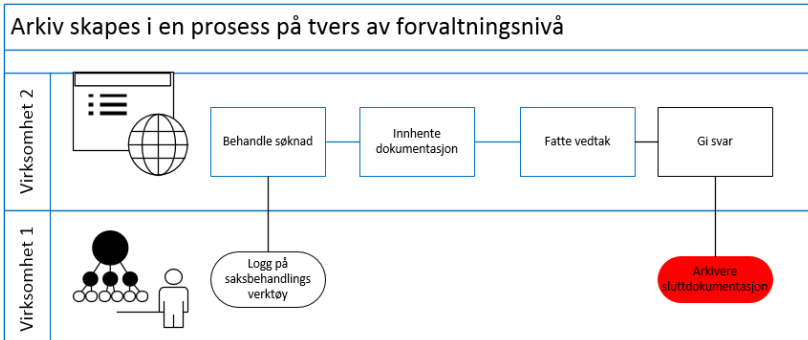 Arkiv skapes i en prosess på tvers av forvaltningsnivå
Virksomhet 2
Behandle søknad
Innhente
dokumentasjon
Fatte vedtak
Gi svar
Virksomhet 1
Logg på
saksbehandlings
verktøy
Arkivere
sluttdokumentasjon